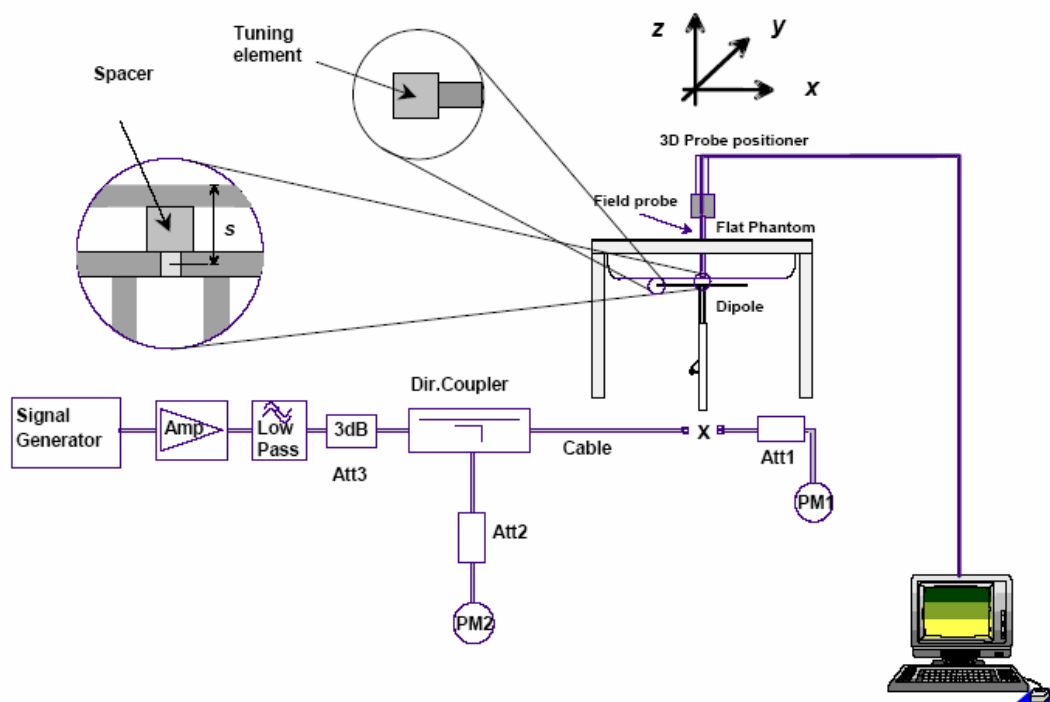 Tuning
element
Spacer
z
y
x
3D Probe positioner
Field probe
Flat Phantom
s
Dipole
Dir.Coupler
Signal
Generator
Amp
Low
Pass
3dB
Att3
Cable
X
Att1
PM1
Att2
PM2